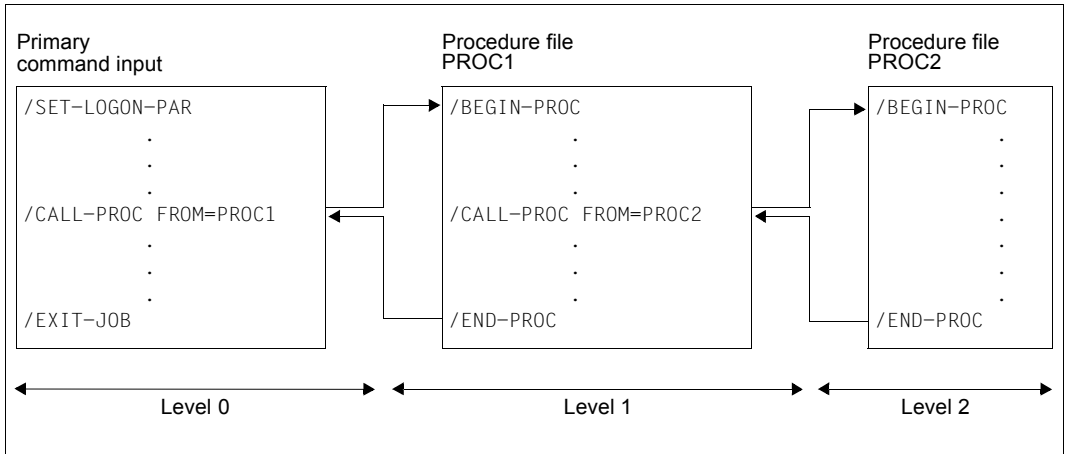 Primary
command input
/SET-LOGON-PAR
.
.
.
/CALL-PROC FROM=PROC1
.
.
.
/EXIT-JOB
Procedure file
PROC1
/BEGIN-PROC
.
.
.
/CALL-PROC FROM=PROC2
.
.
.
/END-PROC
Procedure file
PROC2
/BEGIN-PROC
.
.
.
.
.
.
.
/END-PROC
Level 0
Level 1
Level 2